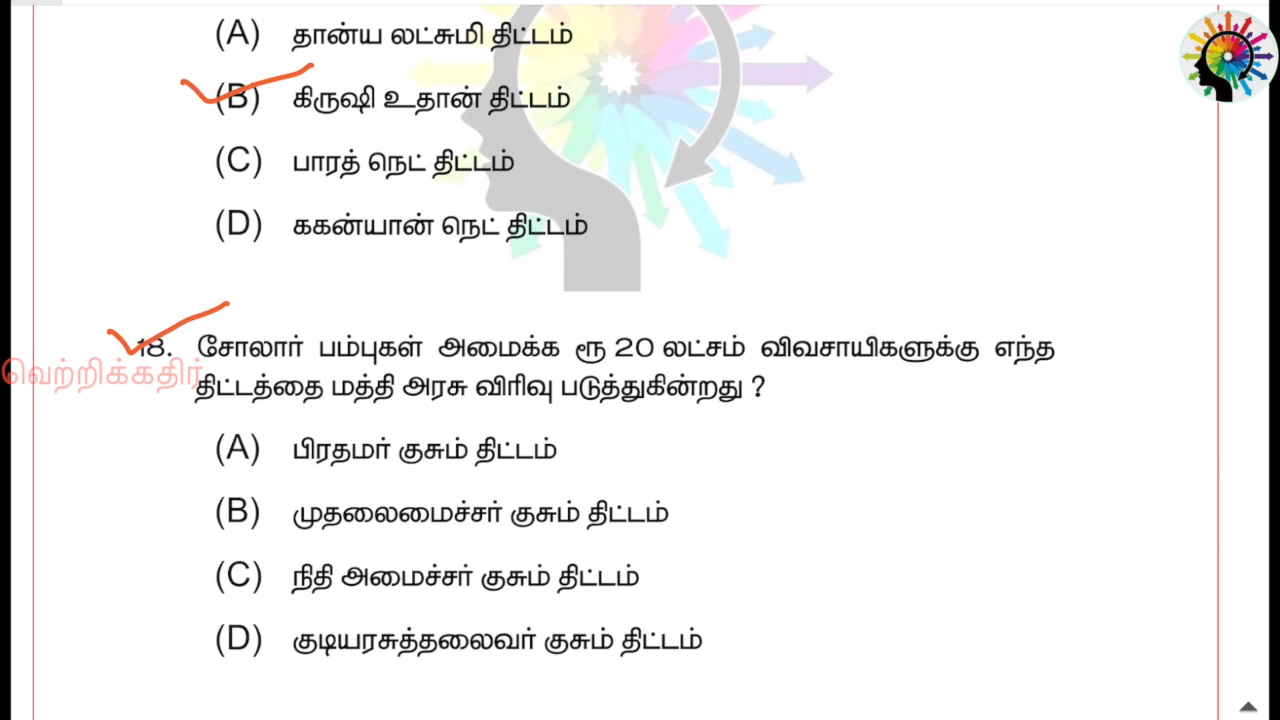 (A) தான்ய லட்சுமி திட்டம்
(B) கிருஷி உதான் திட்டம்
(C) பாரத் நெட் திட்டம்
(D) ககன்யான் நெட் திட்டம்
18. சோலார் பம்புகள் அமைக்க ரூ 20 லட்சம் விவசாயிகளுக்கு எந்த
வெற்றிக்கதிர்
திட்டத்தை மத்தி அரசு விரிவு படுத்துகின்றது ?
(A) பிரதமர் குசும் திட்டம்
(B) முதலைமைச்சர் குசும் திட்டம்
(C) நிதி அமைச்சர் குசும் திட்டம்
(D) குடியரசுத்தலைவர் குசும் திட்டம்